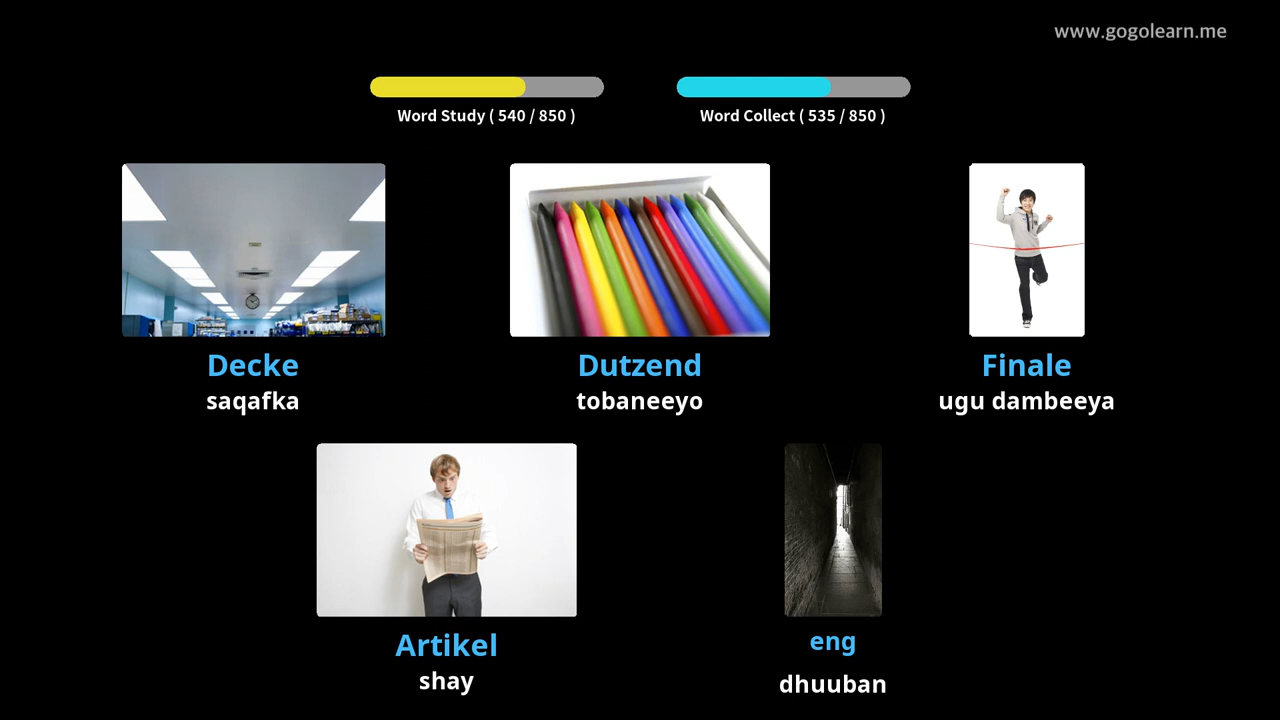 www.gogolearn.me
Word Study ( 540 / 850 )
Word Collect ( 535 / 850 )
Decke
saqafka
Dutzend
tobaneeyo
Finale
ugu dambeeya
Artikel
shay
eng
dhuuban